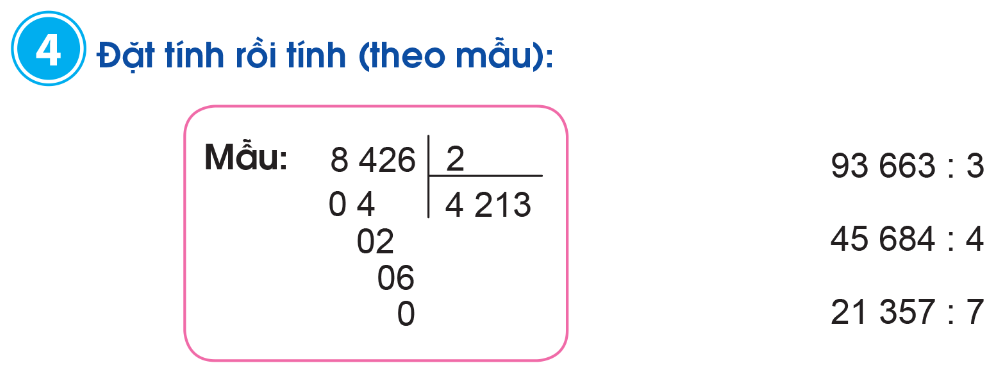 4 Đặt tính rồi tính (theo mẫu):
Mẫu: 8 426 2
0 4 4 213
02
06
0
93 663 : 3
45 684 : 4
21 357 : 7